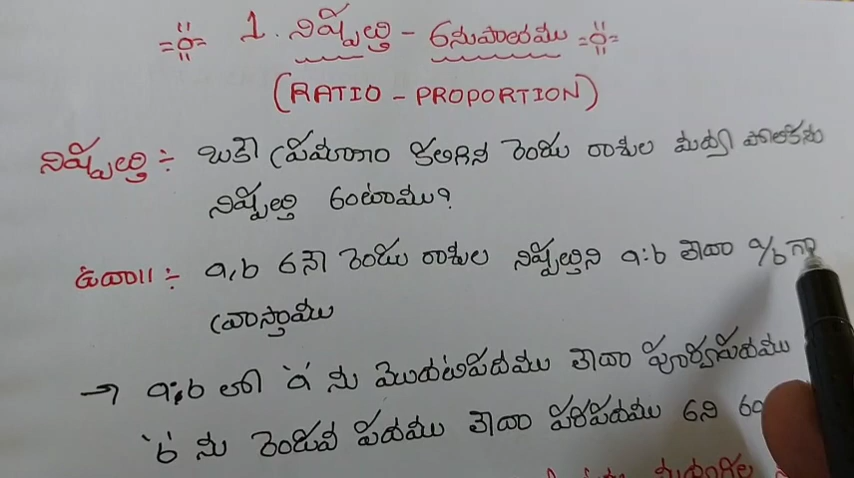 1. నిష్పత్తి - అనుపాతము
(RATIO - PROPORTION)
నిష్పత్తి :- ఒకే ప్రమాణం కలిగిన రెండు రాశుల మధ్య పోలికను
నిష్పత్తి అంటాము?
ఉదా॥ :- a,b అనే రెండు రాశుల నిష్పత్తిని a:b లేదా a/b గా
వ్రాస్తాము
→ a:b లో 'a' ను మొదటిపదము లేదా పూర్వపదము
'b' ను రెండువ పదము లేదా పరపదము అని అం